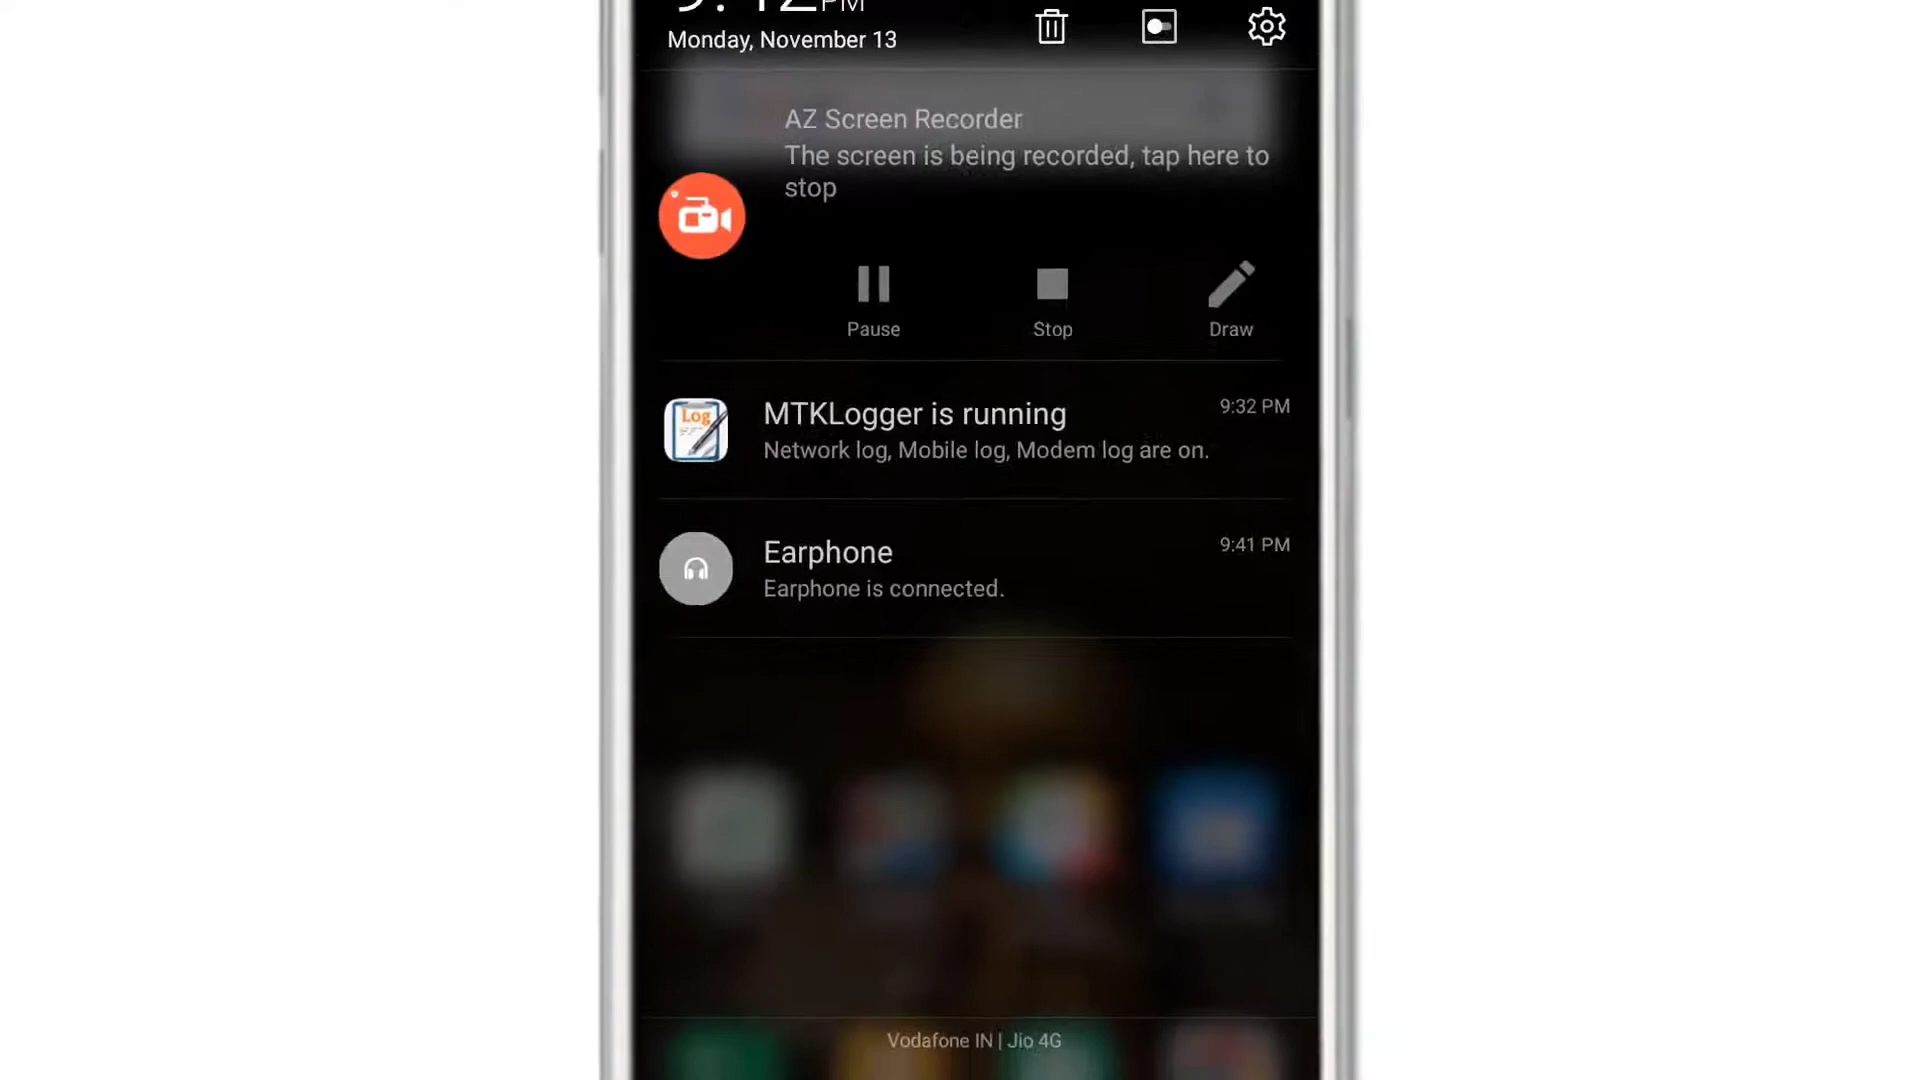 9:42PM
Monday, November 13
AZ Screen Recorder
The screen is being recorded, tap here to
stop
Pause
Stop
Draw
Log
MTKLogger is running
9:32 PM
Network log, Mobile log, Modem log are on.
Earphone
9:41 PM
Earphone is connected.
Vodafone IN | Jio 4G